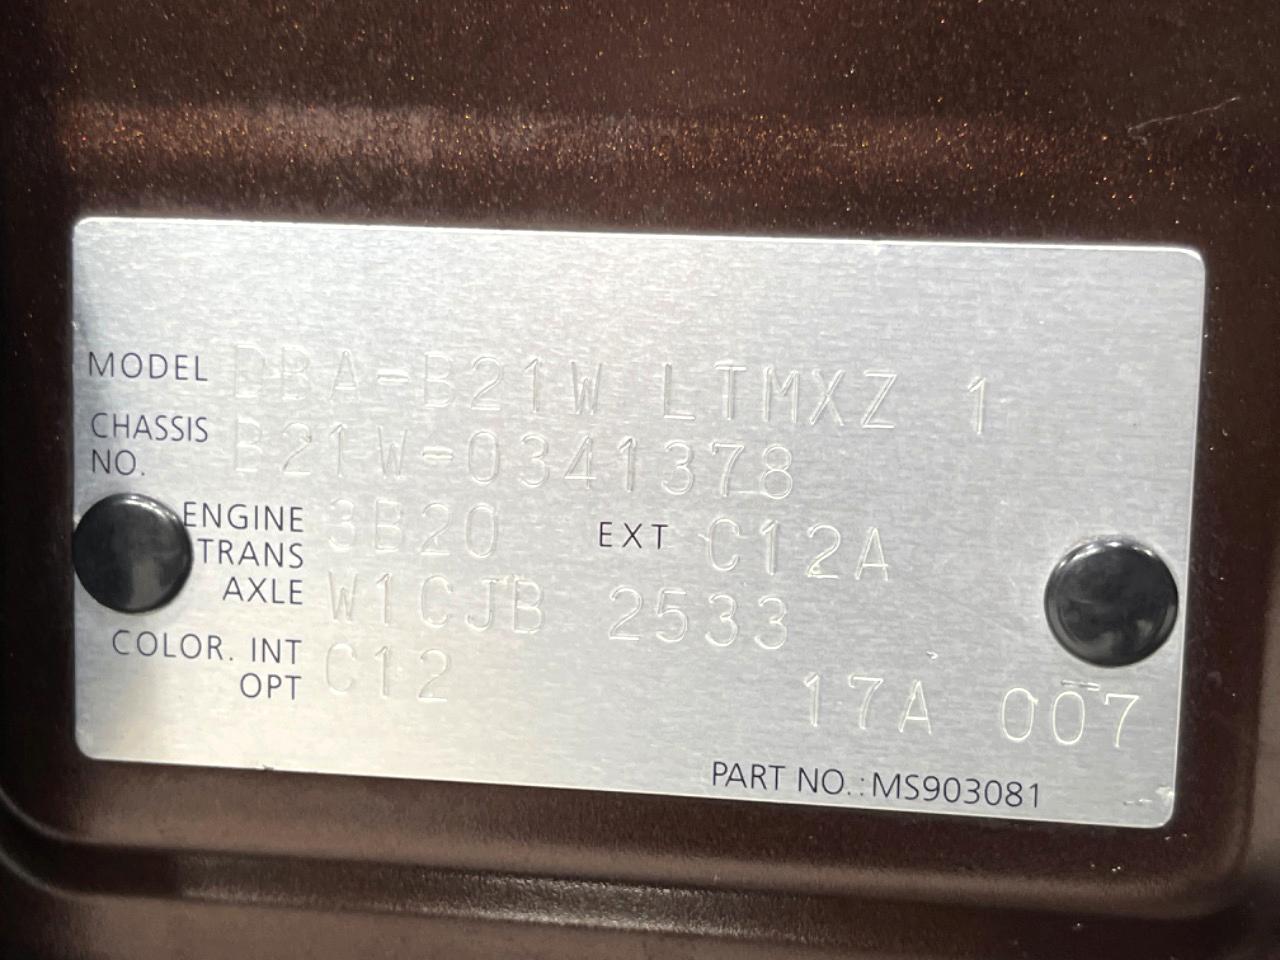 MODEL DBA-B21W LTMXZ 1
CHASSIS NO. B21W-0341378
ENGINE 3B20 EXT C12A
TRANS AXLE W1CJB 2533
COLOR. INT OPT C12 17A 007
PART NO.: MS903081